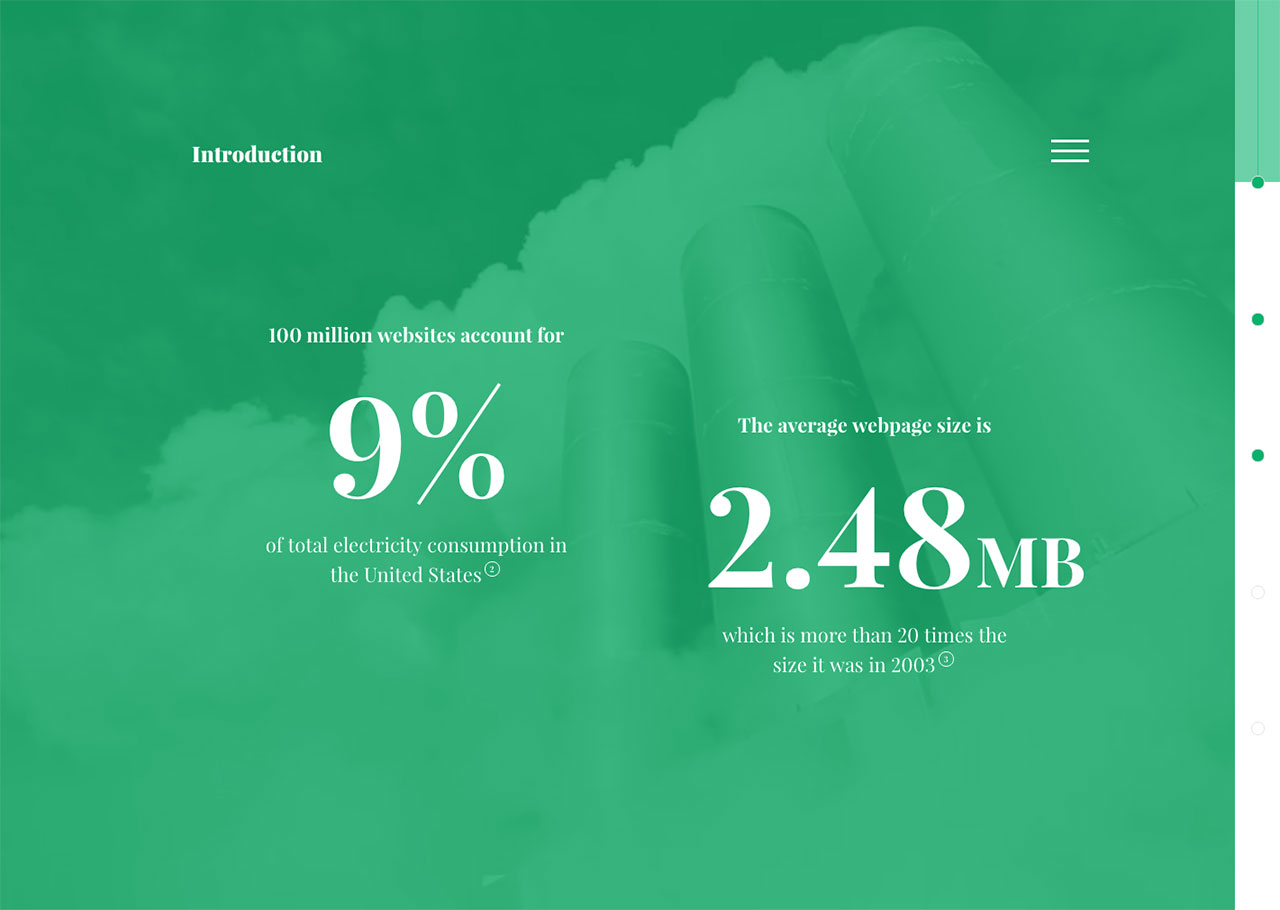 Introduction
100 million websites account for
9%
of total electricity consumption in
the United States 2
The average webpage size is
2.48MB
which is more than 20 times the
size it was in 2003 3